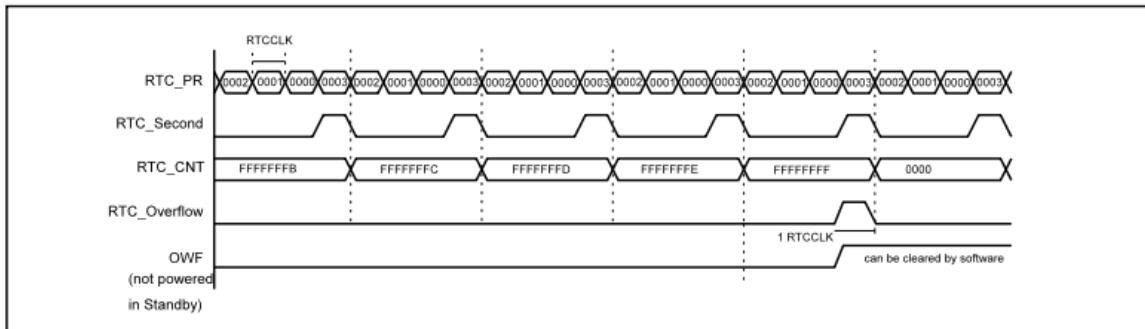 RTCCLK
RTC_PR 0002 0001 0000 0003 0002 0001 0000 0003 0002 0001 0000 0003 0002 0001 0000 0003 0002 0001 0000 0003 0002 0001 0000 0003
RTC_Second
RTC_CNT FFFFFFFB FFFFFFFC FFFFFFFD FFFFFFFE FFFFFFFF 0000
RTC_Overflow
1 RTCCLK
OWF can be cleared by software
(not powered
in Standby)